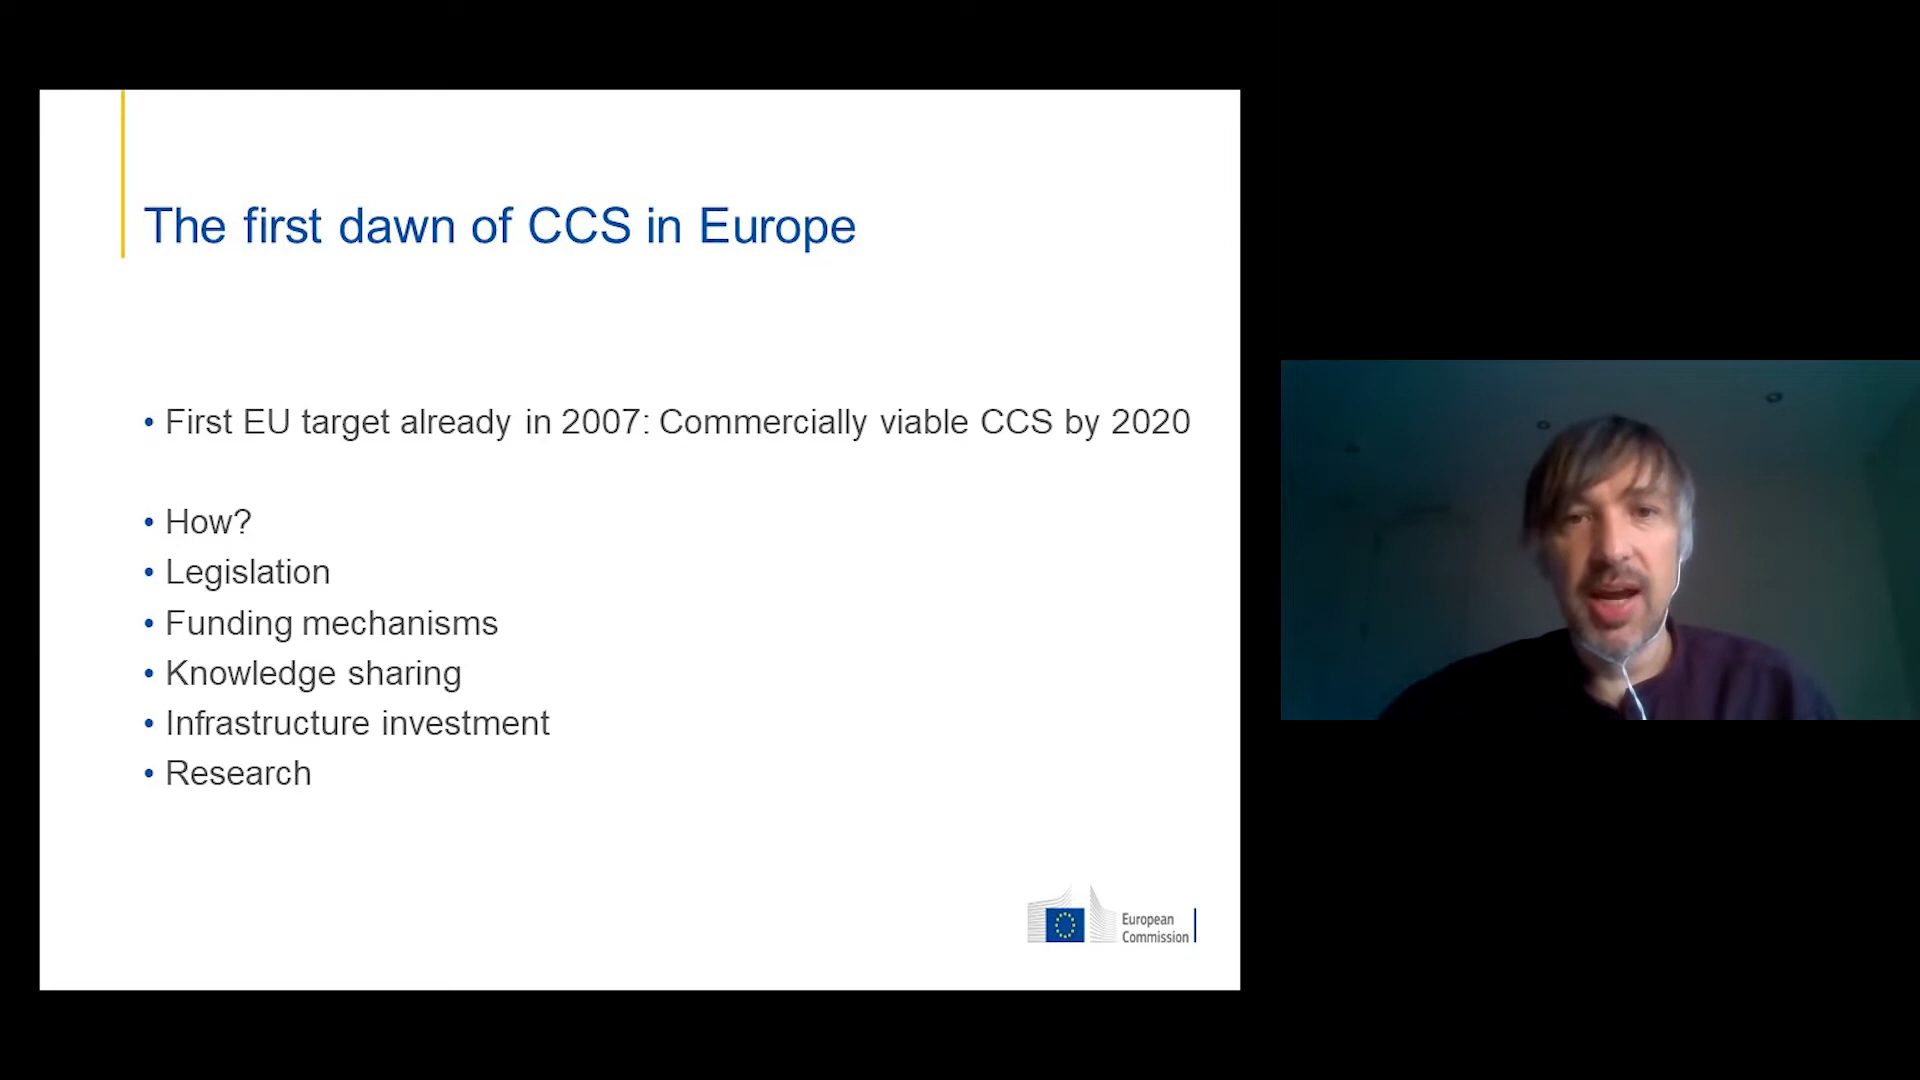 The first dawn of CCS in Europe
• First EU target already in 2007: Commercially viable CCS by 2020
• How?
• Legislation
• Funding mechanisms
• Knowledge sharing
• Infrastructure investment
• Research
European
Commission